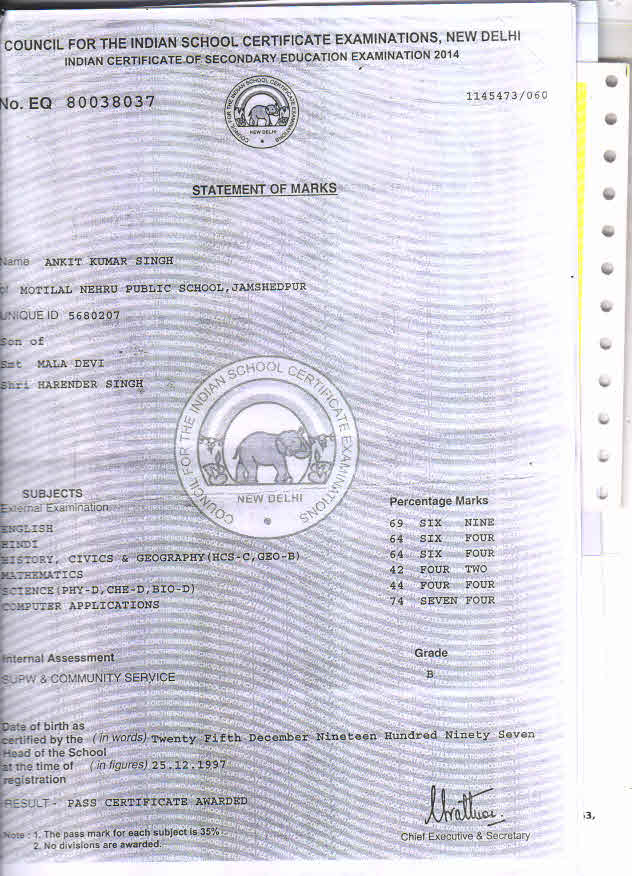 COUNCIL FOR THE INDIAN SCHOOL CERTIFICATE EXAMINATIONS, NEW DELHI
INDIAN CERTIFICATE OF SECONDARY EDUCATION EXAMINATION 2014
No. EQ 80038037
1145473/060
COUNCIL FOR THE INDIAN SCHOOL CERTIFICATE EXAMINATIONS
NEW DELHI
STATEMENT OF MARKS
Name ANKIT KUMAR SINGH
of MOTILAL NEHRU PUBLIC SCHOOL,JAMSHEDPUR
UNIQUE ID 5680207
Son of
Smt MALA DEVI
Shri HARENDER SINGH
COUNCIL FOR THE INDIAN SCHOOL CERTIFICATE EXAMINATIONS
NEW DELHI
SUBJECTS
External Examination Percentage Marks
ENGLISH 69 SIX NINE
HINDI 64 SIX FOUR
HISTORY, CIVICS & GEOGRAPHY(HCS-C,GEO-B) 64 SIX FOUR
MATHEMATICS 42 FOUR TWO
SCIENCE(PHY-D,CHE-D,BIO-D) 44 FOUR FOUR
COMPUTER APPLICATIONS 74 SEVEN FOUR
Internal Assessment Grade
SUPW & COMMUNITY SERVICE B
Date of birth as
certified by the (in words) Twenty Fifth December Nineteen Hundred Ninety Seven
Head of the School
at the time of (in figures) 25.12.1997
registration
RESULT- PASS CERTIFICATE AWARDED
Note : 1. The pass mark for each subject is 35%.
2. No divisions are awarded.
Chief Executive & Secretary